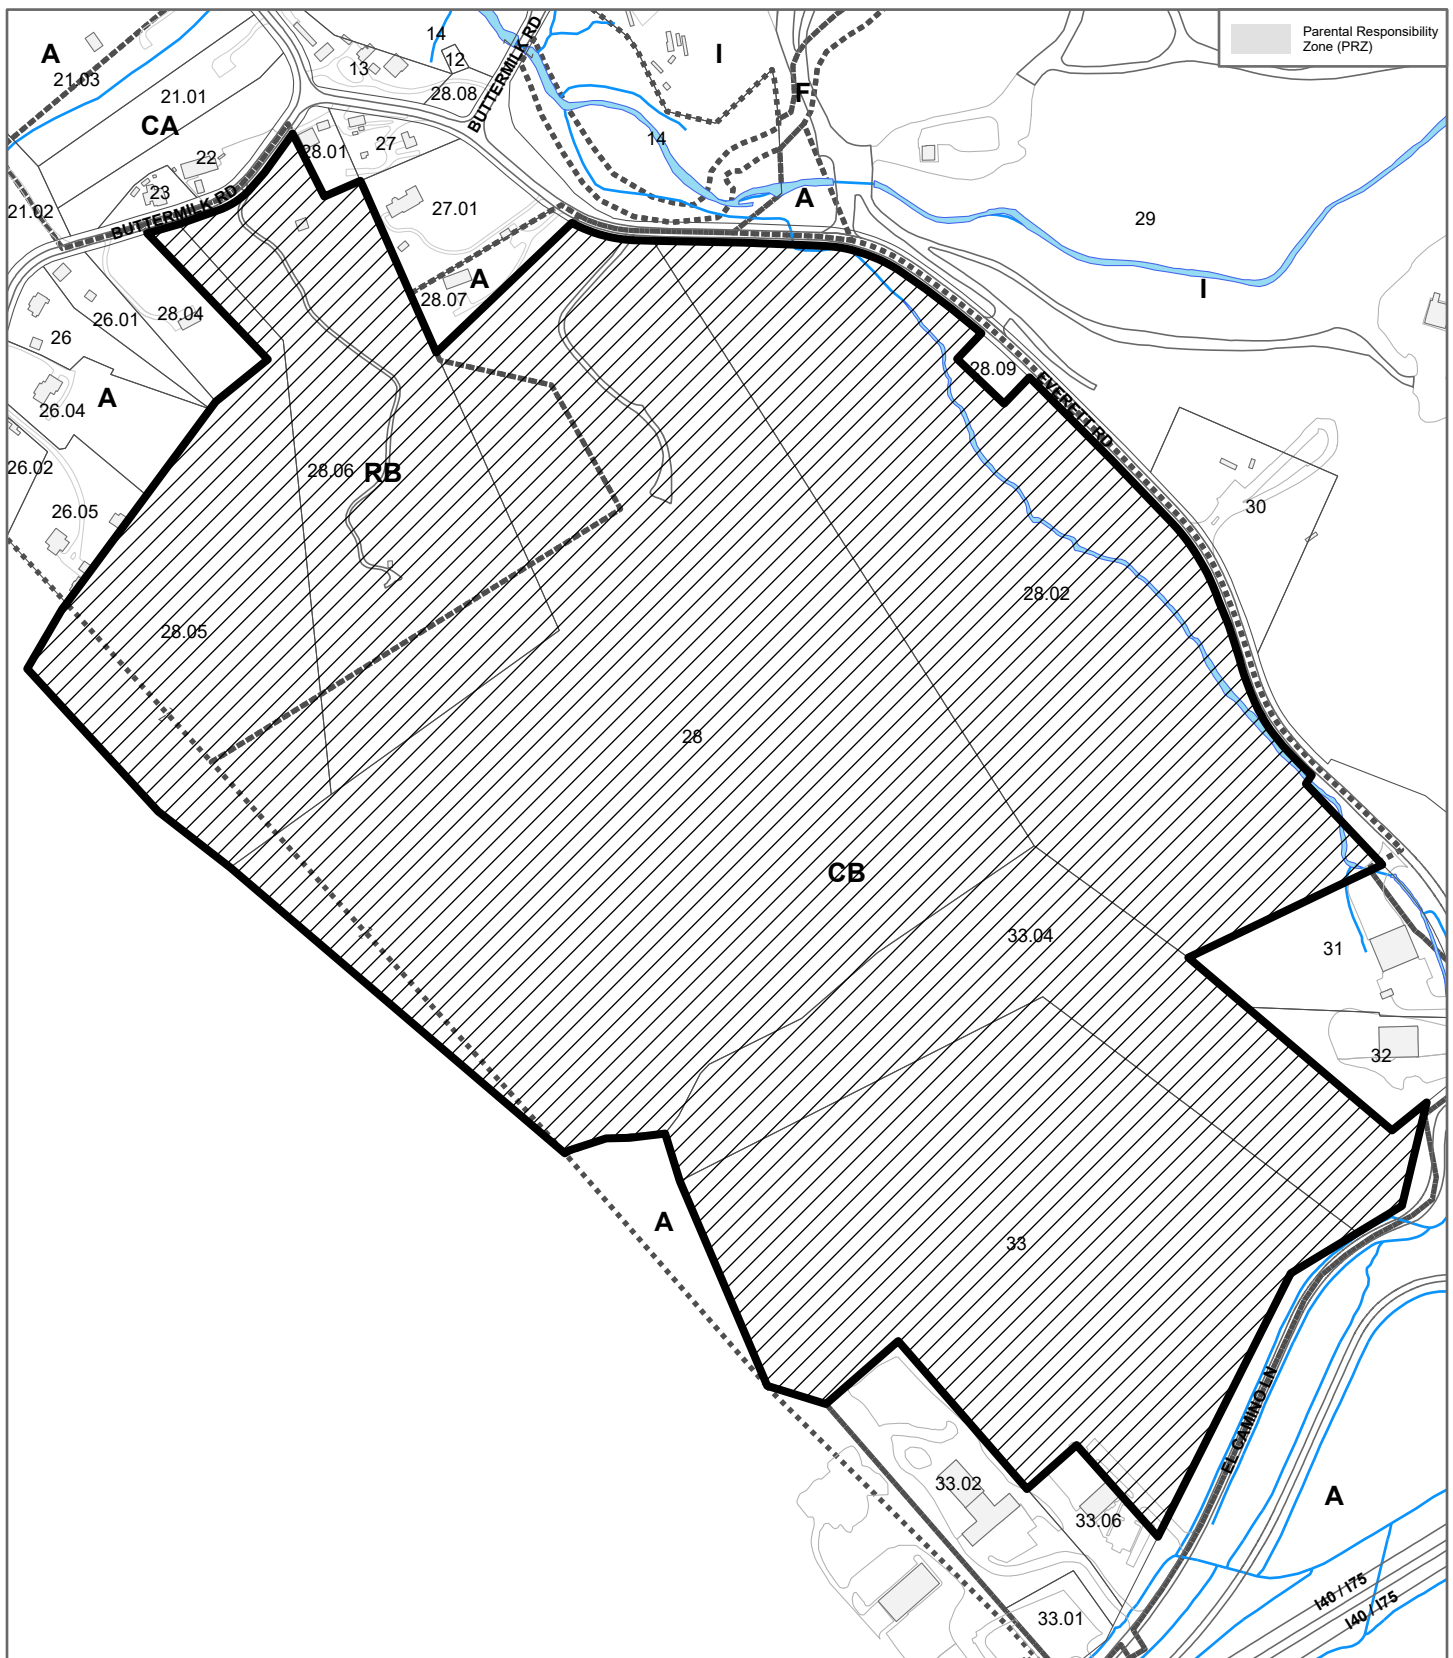 Parental Responsibility
Zone (PRZ)
A
21.03
21.01
CA
22
23
21.02
BUTTERMILK RD
13
14
12
28.08
BUTTERMILK RD
I
F
14
A
28.01
27
27.01
A
28.07
29
I
26
26.01
28.04
26.04
A
26.02
26.05
28.06
RB
28.05
28.09
EVERETT RD
30
28.02
28
CB
33.04
31
32
A
33
EL CAMINO LN
A
33.02
33.06
33.01
I40 / I75
I40 / I75